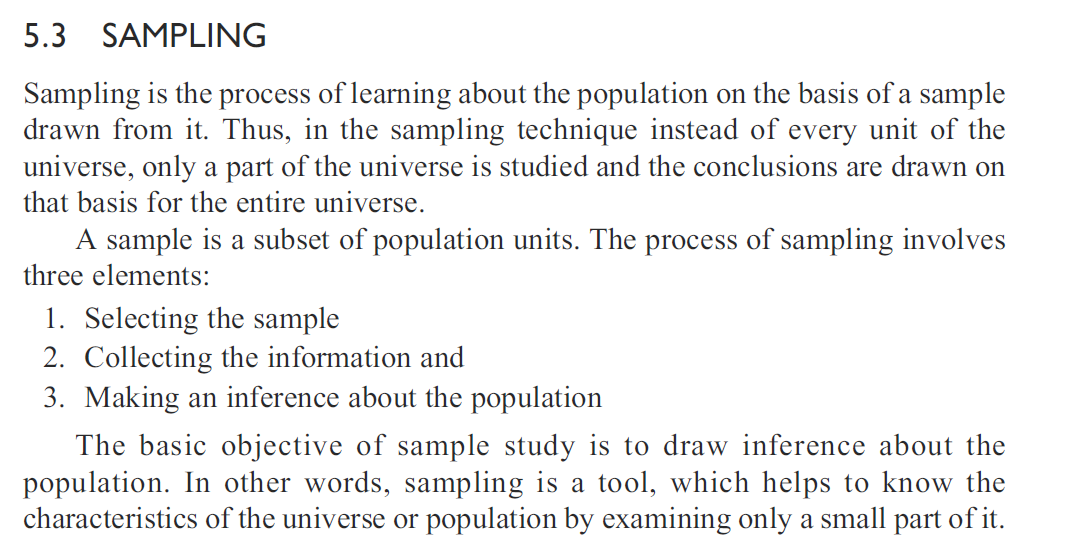 5.3 SAMPLING
Sampling is the process of learning about the population on the basis of a sample
drawn from it. Thus, in the sampling technique instead of every unit of the
universe, only a part of the universe is studied and the conclusions are drawn on
that basis for the entire universe.
A sample is a subset of population units. The process of sampling involves
three elements:
1. Selecting the sample
2. Collecting the information and
3. Making an inference about the population
The basic objective of sample study is to draw inference about the
population. In other words, sampling is a tool, which helps to know the
characteristics of the universe or population by examining only a small part of it.